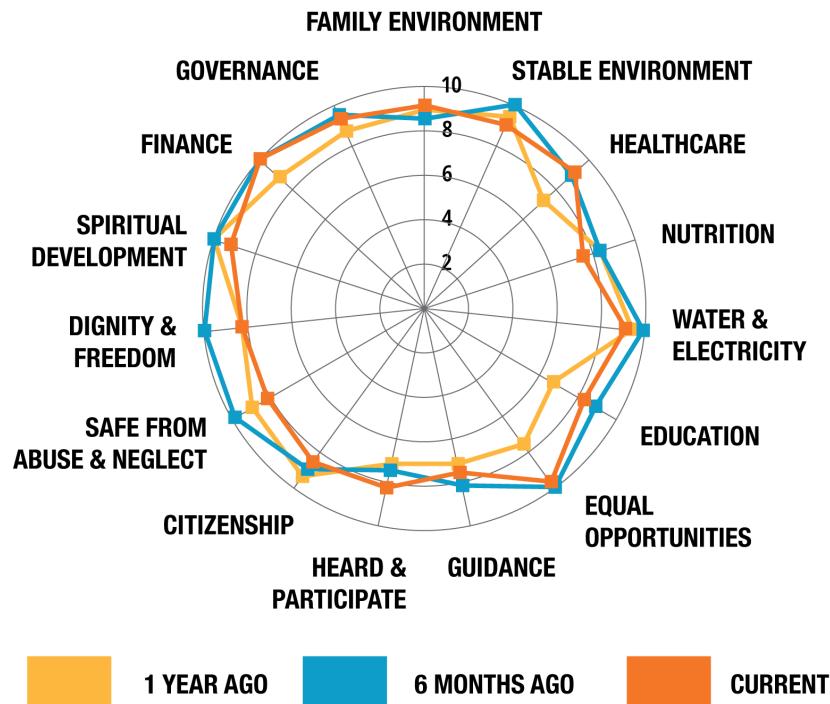 FAMILY ENVIRONMENT
GOVERNANCE
STABLE ENVIRONMENT
10
FINANCE
8
HEALTHCARE
6
SPIRITUAL
DEVELOPMENT
4
NUTRITION
2
DIGNITY &
FREEDOM
WATER &
ELECTRICITY
SAFE FROM
ABUSE & NEGLECT
EDUCATION
CITIZENSHIP
EQUAL
OPPORTUNITIES
HEARD &
PARTICIPATE
GUIDANCE
1 YEAR AGO
6 MONTHS AGO
CURRENT